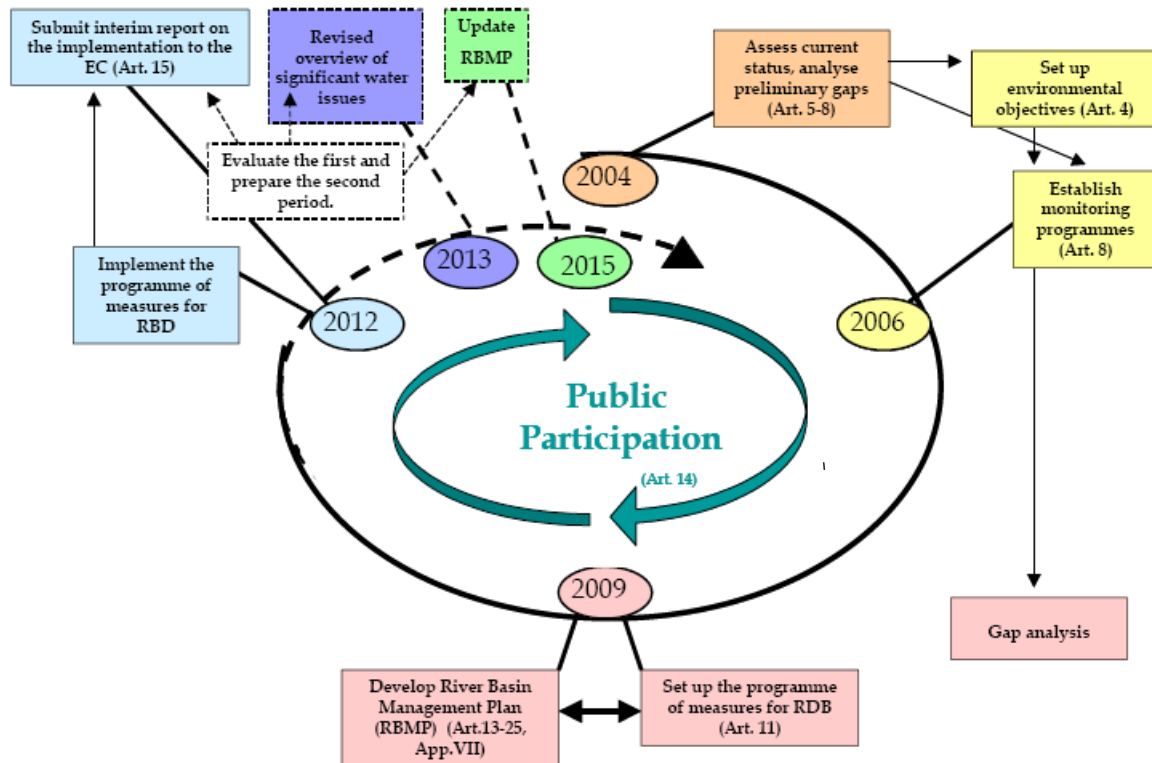 Submit interim report on
the implementation to the
EC (Art. 15)
Revised
overview of
significant water
issues
Update
RBMP
Assess current
status, analyse
preliminary gaps
(Art. 5-8)
Set up
environmental
objectives (Art. 4)
Evaluate the first and
prepare the second
period.
2004
Establish
monitoring
programmes
(Art. 8)
Implement the
programme of
measures for
RBD
2013
2015
2012
2006
Public
Participation
(Art. 14)
2009
Gap analysis
Develop River Basin
Management Plan
(RBMP) (Art.13-25,
App.VII)
Set up the programme
of measures for RDB
(Art. 11)